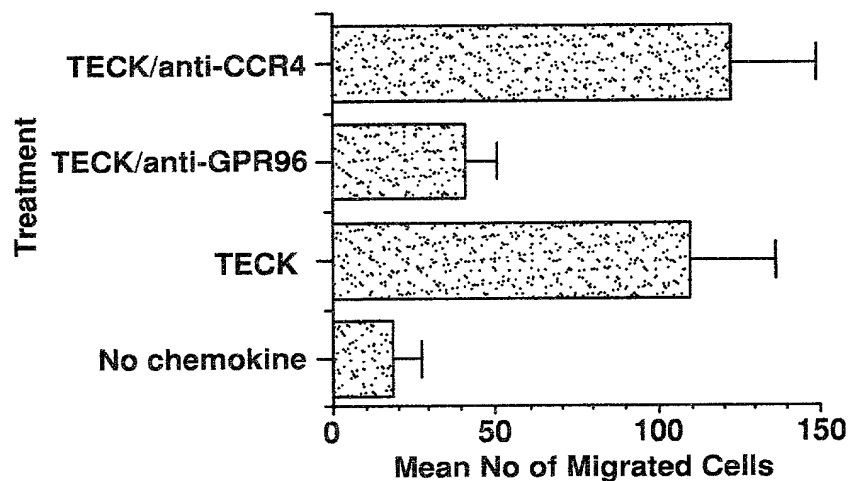 Treatment
TECK/anti-CCR4
TECK/anti-GPR96
TECK
No chemokine
0 50 100 150
Mean No of Migrated Cells